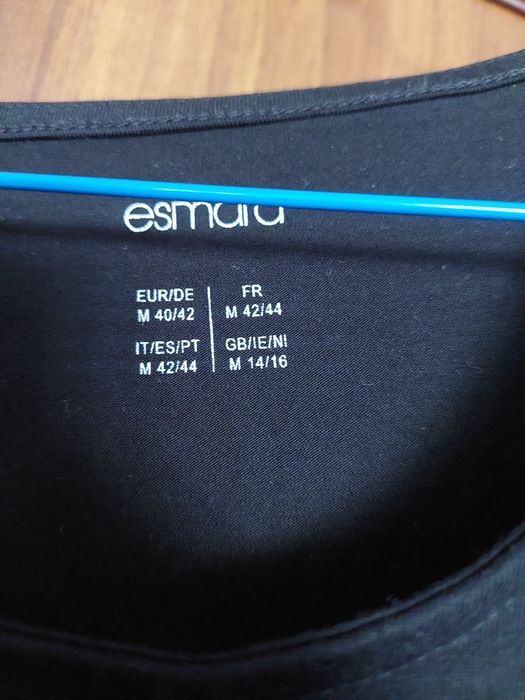 esmara
EUR/DE
M 40/42
FR
M 42/44
IT/ES/PT
M 42/44
GB/IE/NI
M 14/16